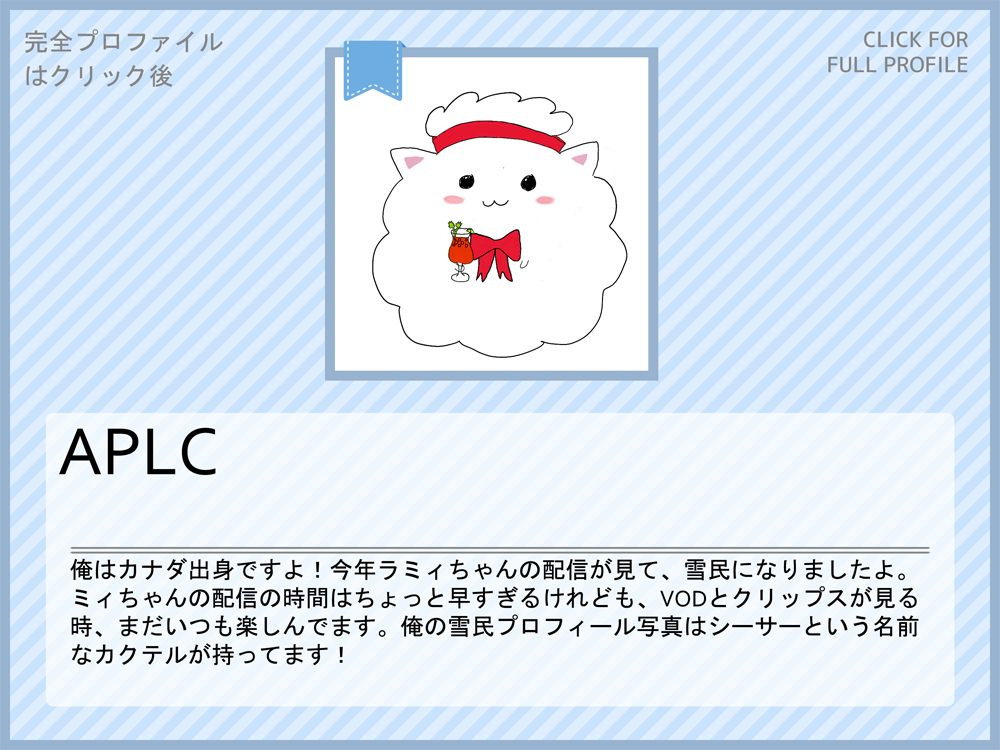 完全プロファイル
はクリック後
CLICK FOR
FULL PROFILE
APLC
俺はカナダ出身ですよ！今年ラミィちゃんの配信が見て、雪民になりましたよ。
ミィちゃんの配信の時間はちょっと早すぎるけれども、VODとクリップスが見る
時、まだいつも楽しんでます。俺の雪民プロフィール写真はシーサーという名前
なカクテルが持ってます！